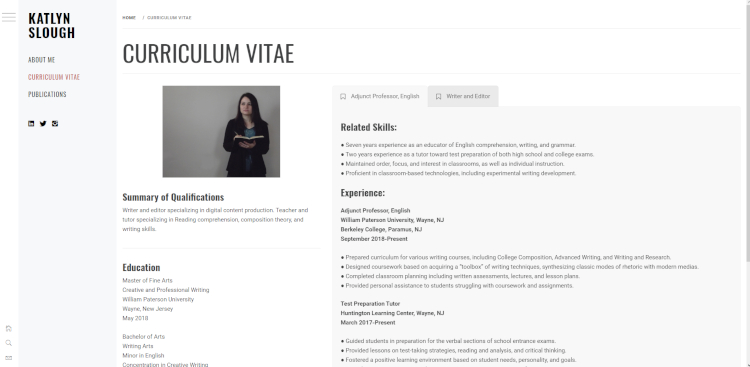 KATLYN
SLOUGH
ABOUT ME
CURRICULUM VITAE
PUBLICATIONS
HOME / CURRICULUM VITAE
CURRICULUM VITAE
Summary of Qualifications
Writer and editor specializing in digital content production. Teacher and
tutor specializing in Reading comprehension, composition theory, and
writing skills.
Education
Master of Fine Arts
Creative and Professional Writing
William Paterson University
Wayne, New Jersey
May 2018
Bachelor of Arts
Writing Arts
Minor in English
Concentration in Creative Writing
Adjunct Professor, English
Writer and Editor
Related Skills:
● Seven years experience as an educator of English comprehension, writing, and grammar.
● Two years experience as a tutor toward test preparation of both high school and college exams.
● Maintained order, focus, and interest in classrooms, as well as individual instruction.
● Proficient in classroom-based technologies, including experimental writing development.
Experience:
Adjunct Professor, English
William Paterson University, Wayne, NJ
Berkeley College, Paramus, NJ
September 2018-Present
● Prepared curriculum for various writing courses, including College Composition, Advanced Writing, and Writing and Research.
● Designed coursework based on acquiring a "toolbox" of writing techniques, synthesizing classic modes of rhetoric with modern medias.
● Completed classroom planning including written assessments, lectures, and lesson plans.
● Provided personal assistance to students struggling with coursework and assignments.
Test Preparation Tutor
Huntington Learning Center, Wayne, NJ
March 2017-Present
● Guided students in preparation for the verbal sections of school entrance exams.
● Provided lessons on test-taking strategies, reading and analysis, and critical thinking.
● Fostered a positive learning environment based on student needs, personality, and goals.